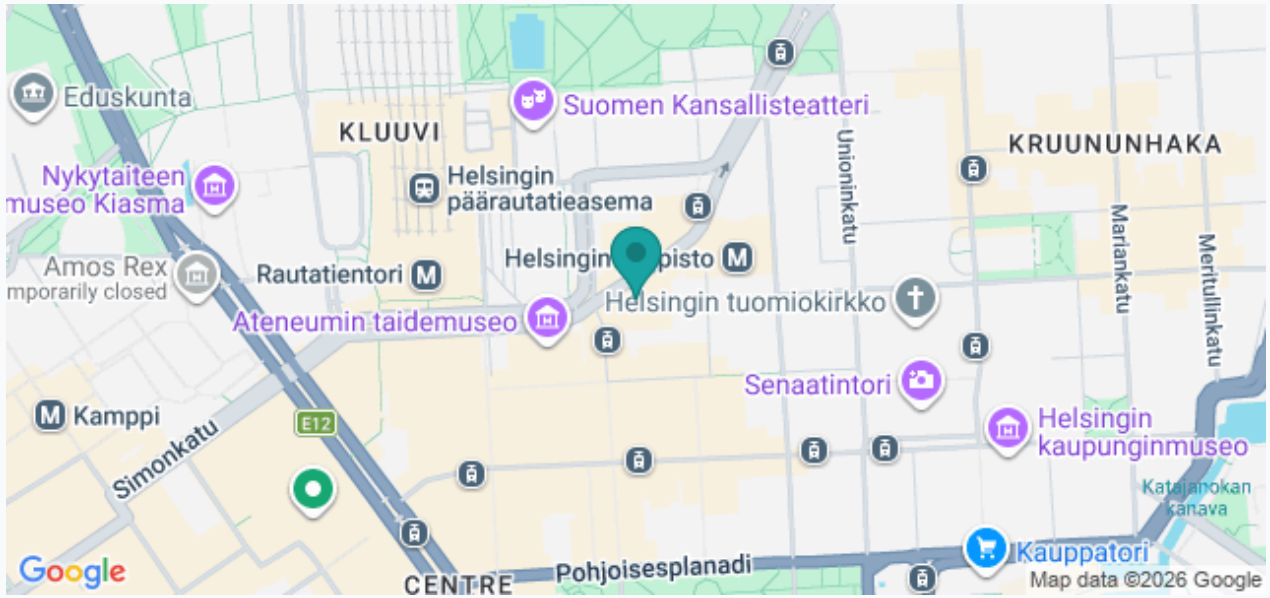 Eduskunta
KLUUVI
Suomen Kansallisteatteri
KRUUNUNHAKA
Unioninkatu
Nykytaiteen
museo Kiasma
Helsingin
päärautatieasema
Mariankatu
Meritullinkatu
Amos Rex
mporarily closed
Rautatientori
M
Helsingin
pisto
M
Helsingin tuomiokirkko
Ateneumin taidemuseo
Senaatintori
M
Kamppi
E12
Simonkatu
Helsingin
kaupunginmuseo
Katajanokan
kanava
Google
CENTRE
Pohjoisesplanadi
Kauppatori
Map data ©2026 Google